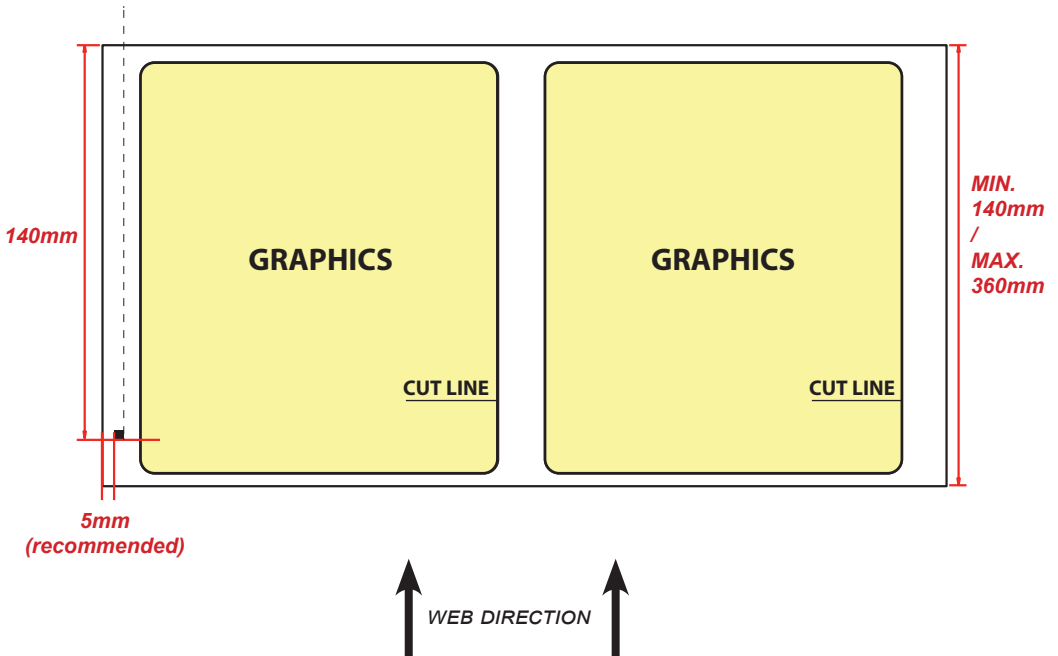 MIN.
140mm
/
MAX.
360mm
140mm
GRAPHICS
GRAPHICS
CUT LINE
CUT LINE
5mm
(recommended)
WEB DIRECTION